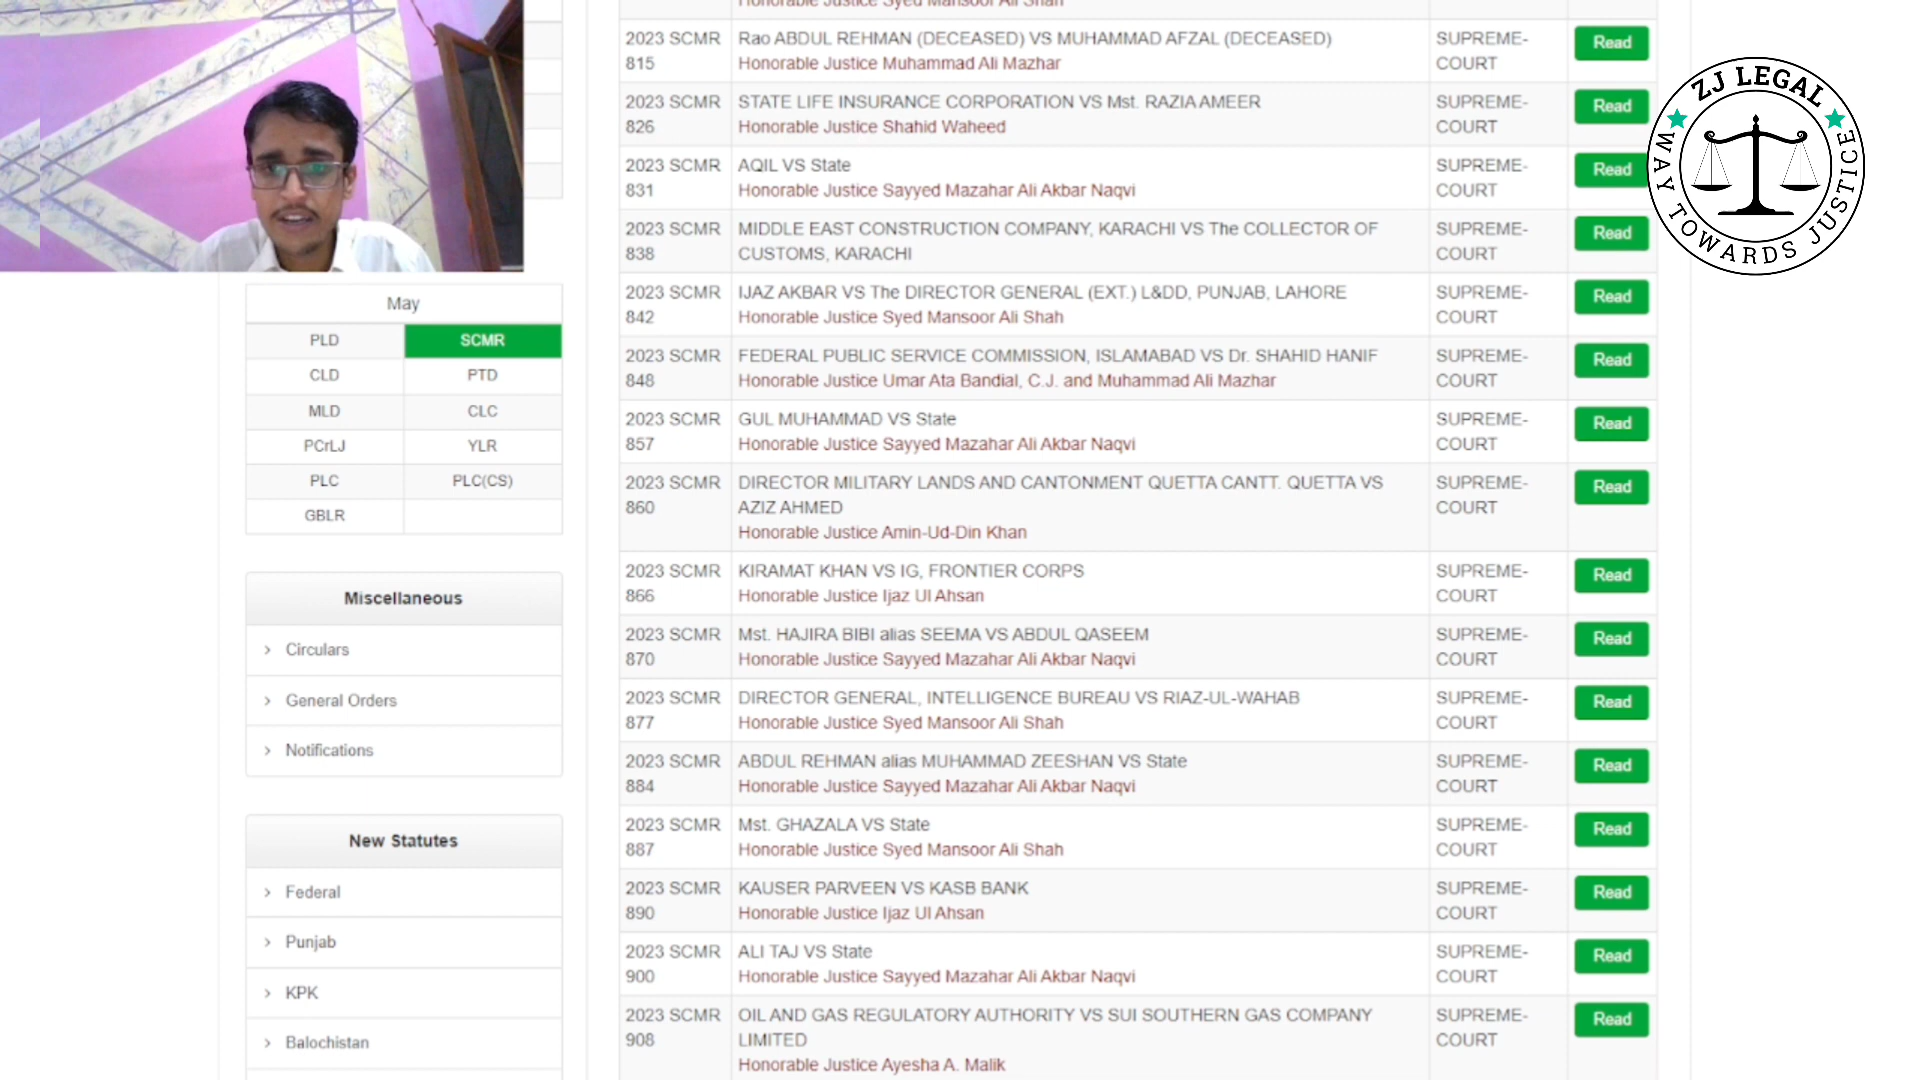 Honorable Justice Syed Mansoor Ali Shah
2023 SCMR 815
Rao ABDUL REHMAN (DECEASED) VS MUHAMMAD AFZAL (DECEASED)
Honorable Justice Muhammad Ali Mazhar
SUPREME-COURT
Read
2023 SCMR 826
STATE LIFE INSURANCE CORPORATION VS Mst. RAZIA AMEER
Honorable Justice Shahid Waheed
SUPREME-COURT
Read
2023 SCMR 831
AQIL VS State
Honorable Justice Sayyed Mazahar Ali Akbar Naqvi
SUPREME-COURT
Read
2023 SCMR 838
MIDDLE EAST CONSTRUCTION COMPANY, KARACHI VS The COLLECTOR OF
CUSTOMS, KARACHI
SUPREME-COURT
Read
2023 SCMR 842
IJAZ AKBAR VS The DIRECTOR GENERAL (EXT.) L&DD, PUNJAB, LAHORE
Honorable Justice Syed Mansoor Ali Shah
SUPREME-COURT
Read
2023 SCMR 848
FEDERAL PUBLIC SERVICE COMMISSION, ISLAMABAD VS Dr. SHAHID HANIF
Honorable Justice Umar Ata Bandial, C.J. and Muhammad Ali Mazhar
SUPREME-COURT
Read
2023 SCMR 857
GUL MUHAMMAD VS State
Honorable Justice Sayyed Mazahar Ali Akbar Naqvi
SUPREME-COURT
Read
2023 SCMR 860
DIRECTOR MILITARY LANDS AND CANTONMENT QUETTA CANTT. QUETTA VS
AZIZ AHMED
Honorable Justice Amin-Ud-Din Khan
SUPREME-COURT
Read
2023 SCMR 866
KIRAMAT KHAN VS IG, FRONTIER CORPS
Honorable Justice Ijaz Ul Ahsan
SUPREME-COURT
Read
2023 SCMR 870
Mst. HAJIRA BIBI alias SEEMA VS ABDUL QASEEM
Honorable Justice Sayyed Mazahar Ali Akbar Naqvi
SUPREME-COURT
Read
2023 SCMR 877
DIRECTOR GENERAL, INTELLIGENCE BUREAU VS RIAZ-UL-WAHAB
Honorable Justice Syed Mansoor Ali Shah
SUPREME-COURT
Read
2023 SCMR 884
ABDUL REHMAN alias MUHAMMAD ZEESHAN VS State
Honorable Justice Sayyed Mazahar Ali Akbar Naqvi
SUPREME-COURT
Read
2023 SCMR 887
Mst. GHAZALA VS State
Honorable Justice Syed Mansoor Ali Shah
SUPREME-COURT
Read
2023 SCMR 890
KAUSER PARVEEN VS KASB BANK
Honorable Justice Ijaz Ul Ahsan
SUPREME-COURT
Read
2023 SCMR 900
ALI TAJ VS State
Honorable Justice Sayyed Mazahar Ali Akbar Naqvi
SUPREME-COURT
Read
2023 SCMR 908
OIL AND GAS REGULATORY AUTHORITY VS SUI SOUTHERN GAS COMPANY
LIMITED
Honorable Justice Ayesha A. Malik
SUPREME-COURT
Read
May
PLD SCMR
CLD PTD
MLD CLC
PCrLJ YLR
PLC PLC(CS)
GBLR
Miscellaneous
Circulars
General Orders
Notifications
New Statutes
Federal
Punjab
KPK
Balochistan
ZJ LEGAL
WAY TOWARDS JUSTICE